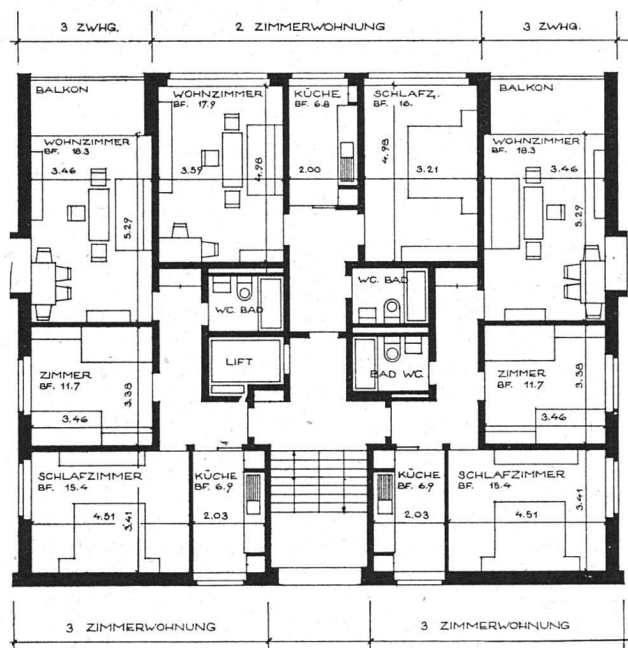 3 ZWHG.
2 ZIMMERWOHNUNG
3 ZWHG.
BALKON
WOHNZIMMER
BF. 17.9
KÜCHE
BF. 6.8
SCHLAFZ.
BF. 16.
BALKON
WOHNZIMMER
BF. 18.3
3.46
5.29
3.59
4.98
2.00
4.98
3.21
WOHNZIMMER
BF. 18.3
3.46
5.29
WC. BAD
WC. BAD
LIFT
BAD WC.
ZIMMER
BF. 11.7
3.46
3.38
ZIMMER
BF. 11.7
3.46
3.38
SCHLAFZIMMER
BF. 15.4
4.51
3.41
KÜCHE
BF. 6.9
2.03
KÜCHE
BF. 6.9
2.03
SCHLAFZIMMER
BF. 15.4
4.51
3.41
3 ZIMMERWOHNUNG
3 ZIMMERWOHNUNG